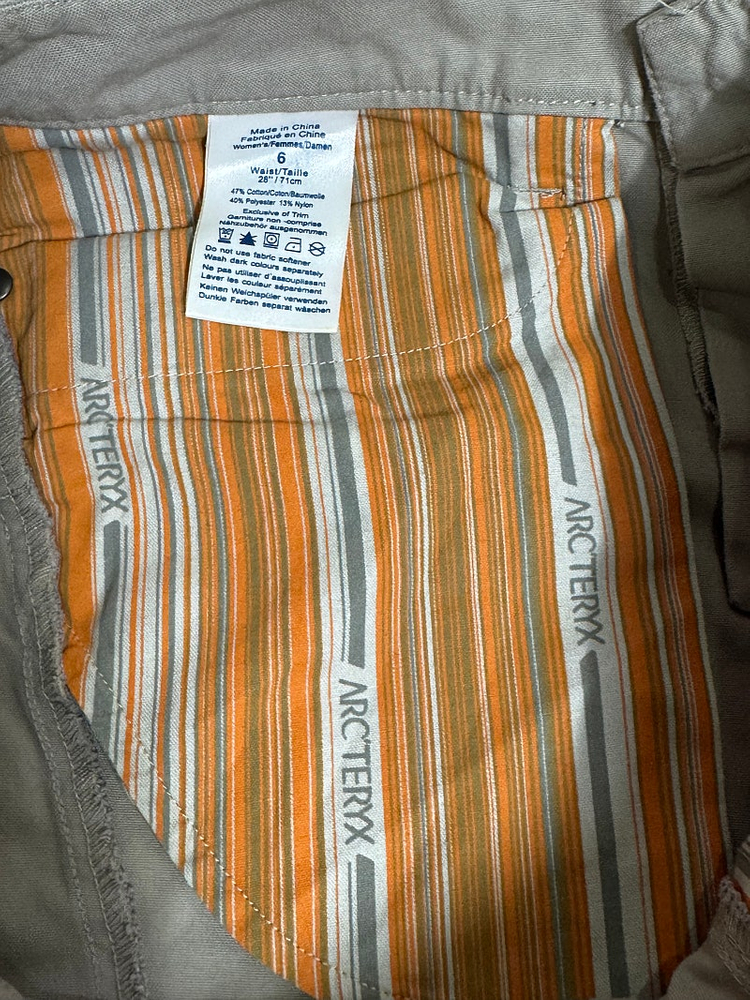 Made in China
Fabriqué en Chine
Women's/Femmes/Damen
6
Waist/Taille
28"/71cm
47% Cotton/Coton/Baumwolle
40% Polyester 13% Nylon
Exclusive of Trim
Garniture non-comprise
Nähzubehör ausgenommen
Do not use fabric softener
Wash dark colours separately
Ne pas utiliser d'assouplissant
Laver les couleur séparément
Keinen Weichspüler verwenden
Dunkle Farben separat wäschen
ARC'TERYX
ARC'TERYX
ARC'TERYX